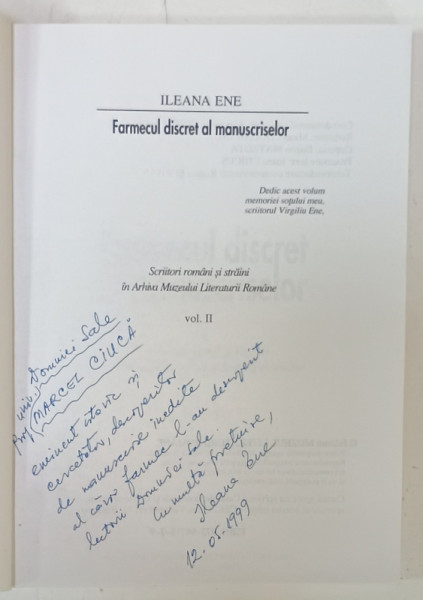 ILEANA ENE
Farmecul discret al manuscriselor
Dedic acest volum
memoriei soțului meu,
scriitorul Virgiliu Ene,
Scriitori români și străini
în Arhiva Muzeului Literaturii Române
vol. II
Domniei Sale
Prof. univ. MARCEL CIUCĂ
eminent istoric și
cercetător, descoperitor
de manuscrise inedite
al căror farmec l-au descoperit
lectorii Domniei Sale.
Cu multă prețuire,
Ileana Ene
12.05.1999